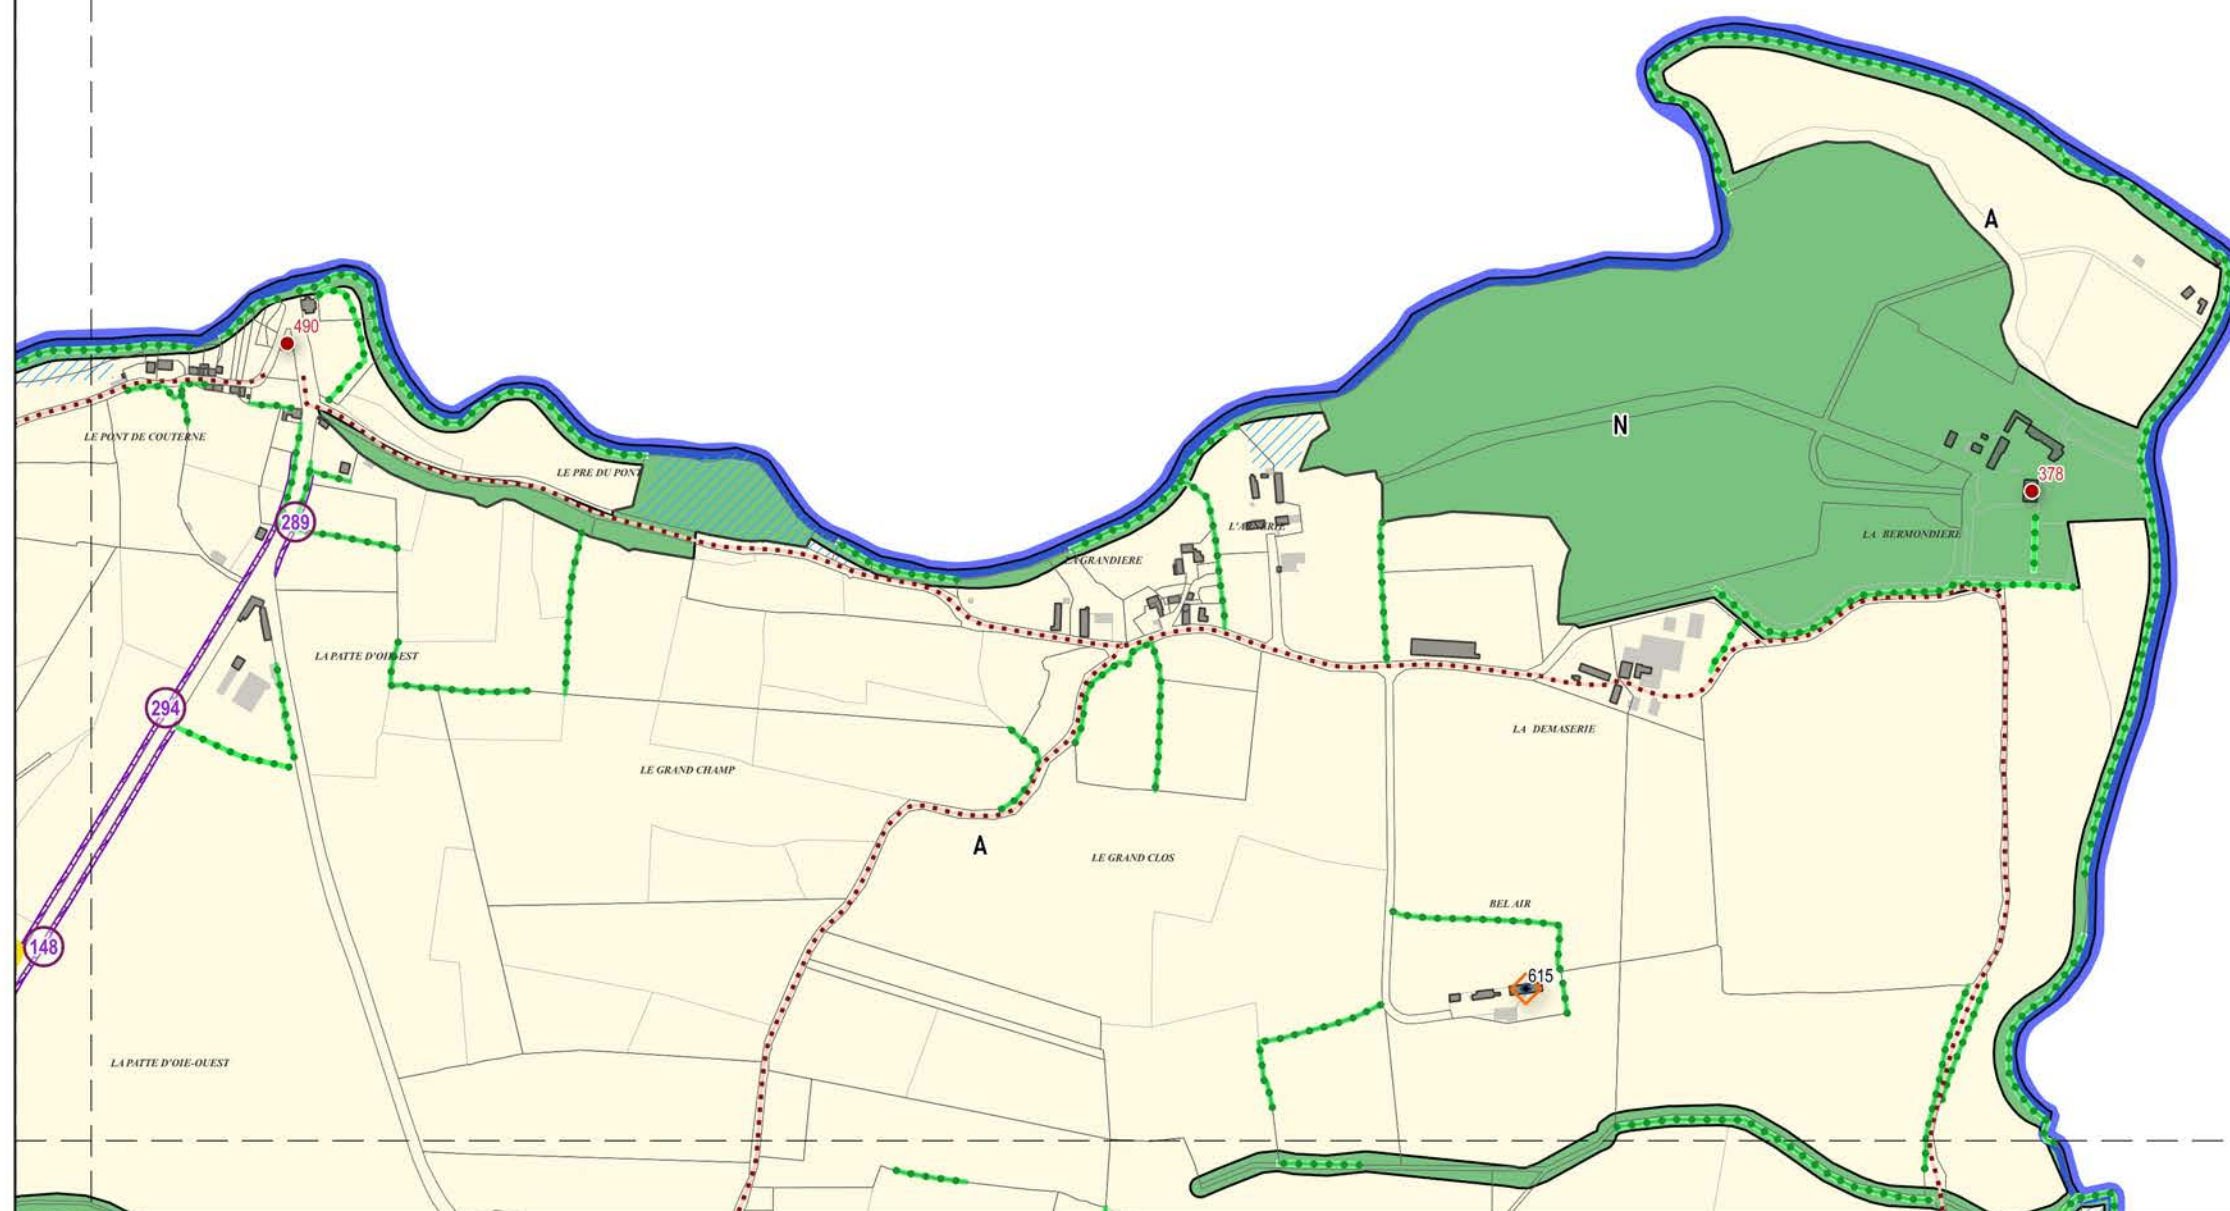 A
490
N
LE PONT DE COUTERNE
LE PRE DU PONT
378
289
LA BERMONDIERE
LA GRANDIERE
LA PATTE D'OIE-EST
294
LA DEMASERIE
LE GRAND CHAMP
A
LE GRAND CLOS
BEL AIR
148
615
LA PATTE D'OIE-OUEST